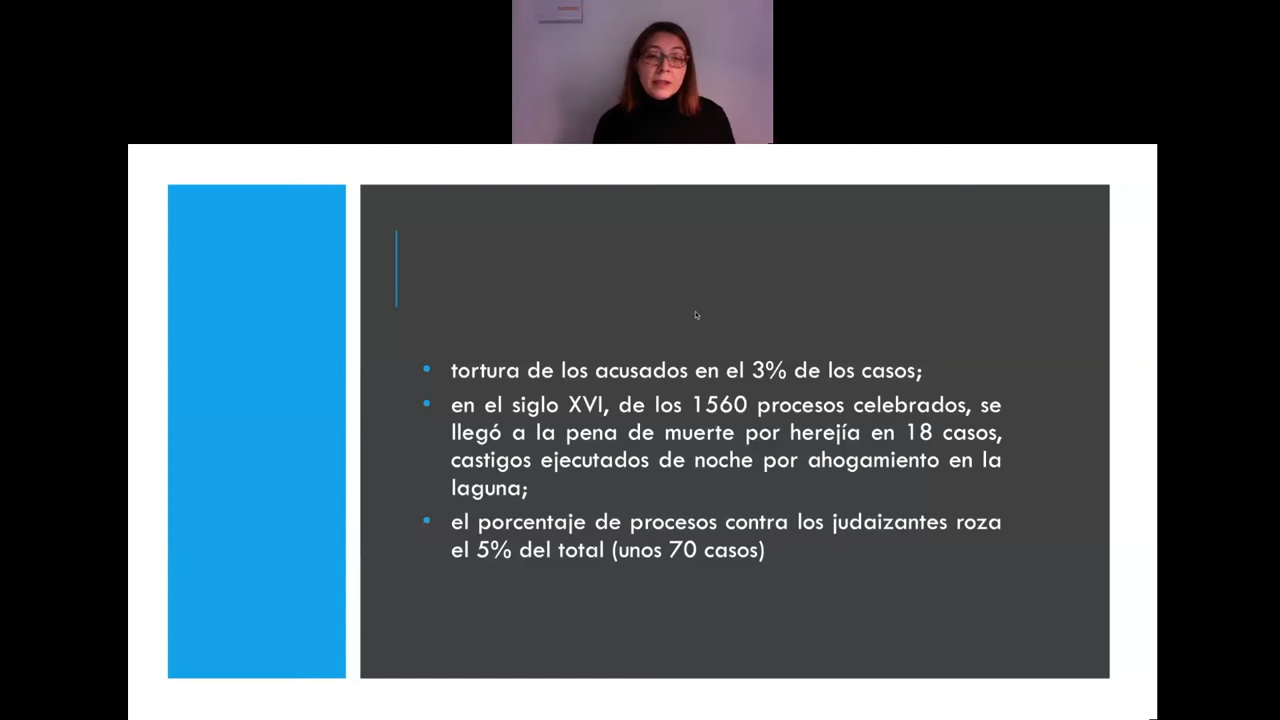 tortura de los acusados en el 3% de los casos;
en el siglo XVI, de los 1560 procesos celebrados, se
llegó a la pena de muerte por herejía en 18 casos,
castigos ejecutados de noche por ahogamiento en la
laguna;
el porcentaje de procesos contra los judaizantes roza
el 5% del total (unos 70 casos)